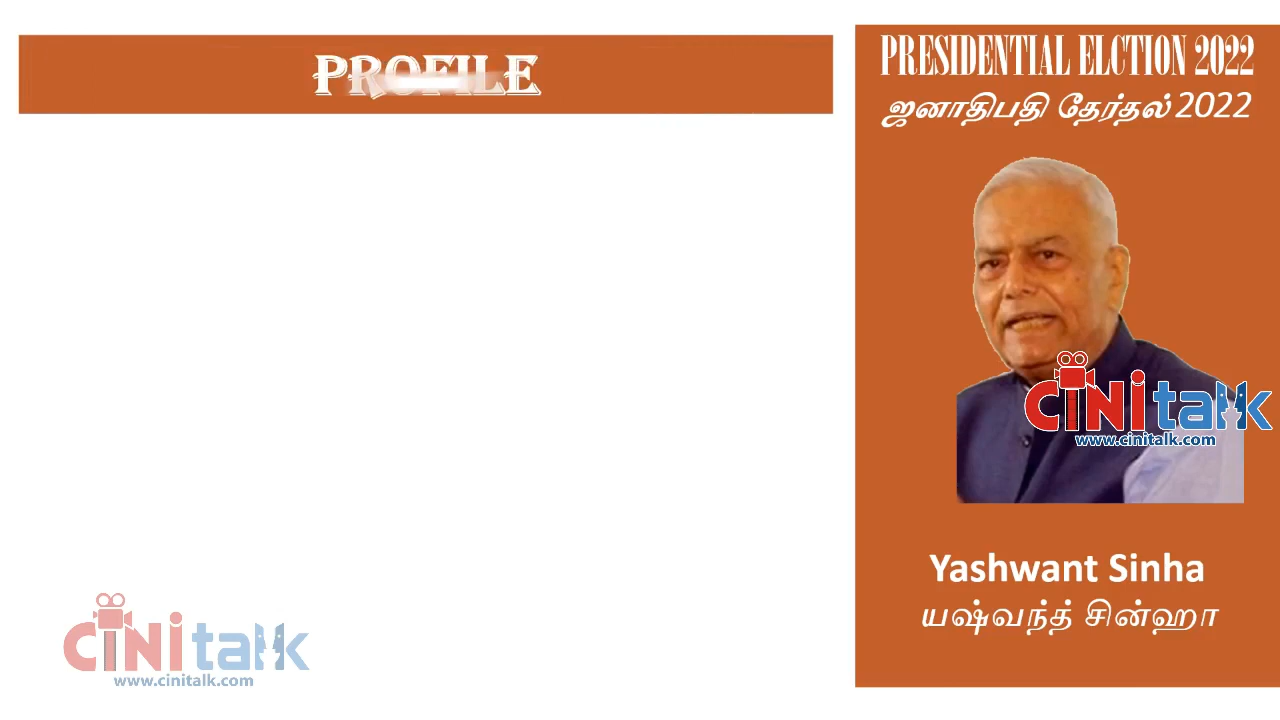 PROFILE
PRESIDENTIAL ELCTION 2022
ஜனாதிபதி தேர்தல் 2022
CiNitalk
www.cinitalk.com
Yashwant Sinha
யஷ்வந்த் சின்ஹா
CiNitalk
www.cinitalk.com